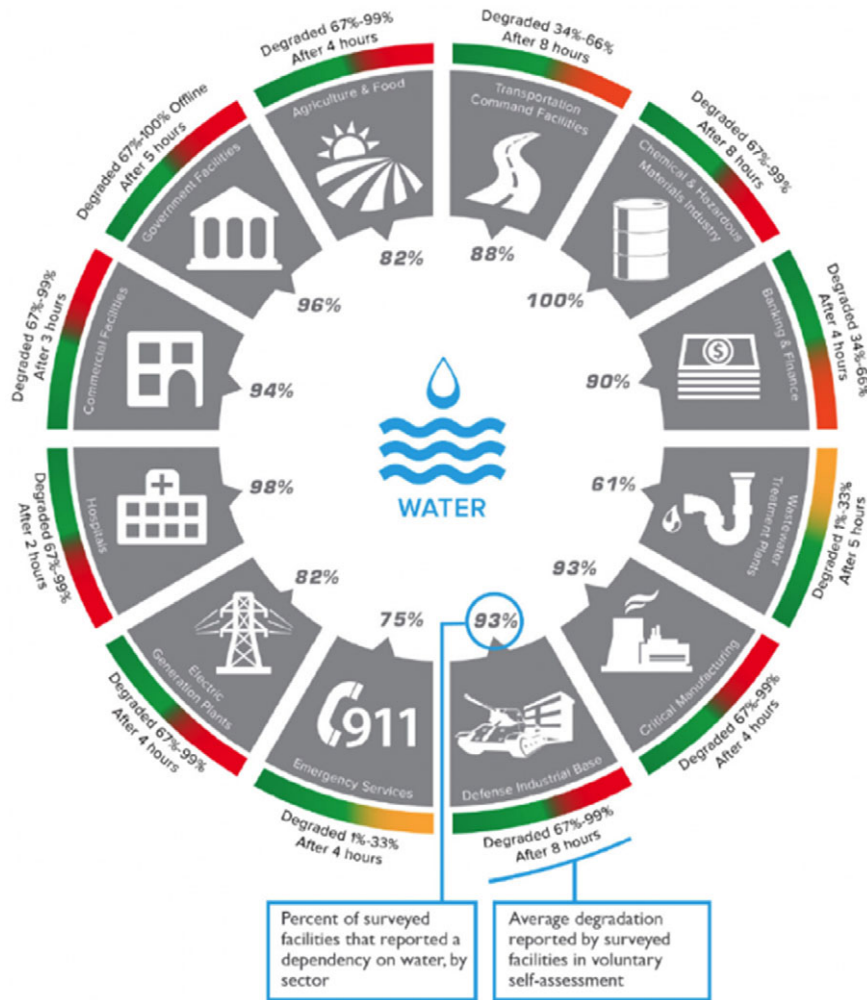 Degraded 67%-99%
After 4 hours
Agriculture & Food
82%
Degraded 34%-66%
After 8 hours
Transportation
Command Facilities
88%
Degraded 67%-99%
After 8 hours
Chemical & Hazardous
Materials Industry
100%
Degraded 34%-66%
After 4 hours
Banking & Finance
$
90%
Degraded 1%-33%
After 5 hours
Wastewater
Treatment Plants
61%
Degraded 67%-99%
After 4 hours
Critical Manufacturing
93%
Degraded 67%-99%
After 8 hours
Defense Industrial Base
93%
Degraded 1%-33%
After 4 hours
Emergency Services
911
75%
Degraded 67%-99%
After 4 hours
Electric
Generation Plants
82%
Degraded 67%-99%
After 2 hours
Hospitals
98%
Degraded 67%-99%
After 3 hours
Commercial Facilities
94%
Degraded 67%-100% Offline
After 5 hours
Government Facilities
96%
WATER
Percent of surveyed
facilities that reported a
dependency on water, by
sector
Average degradation
reported by surveyed
facilities in voluntary
self-assessment